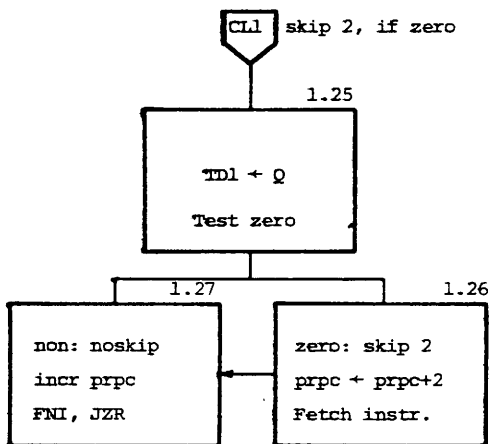 CL1 skip 2, if zero
1.25
TD1 ← Q
Test zero
1.27
non: noskip
incr prpc
FNI, JZR
1.26
zero: skip 2
prpc ← prpc+2
Fetch instr.